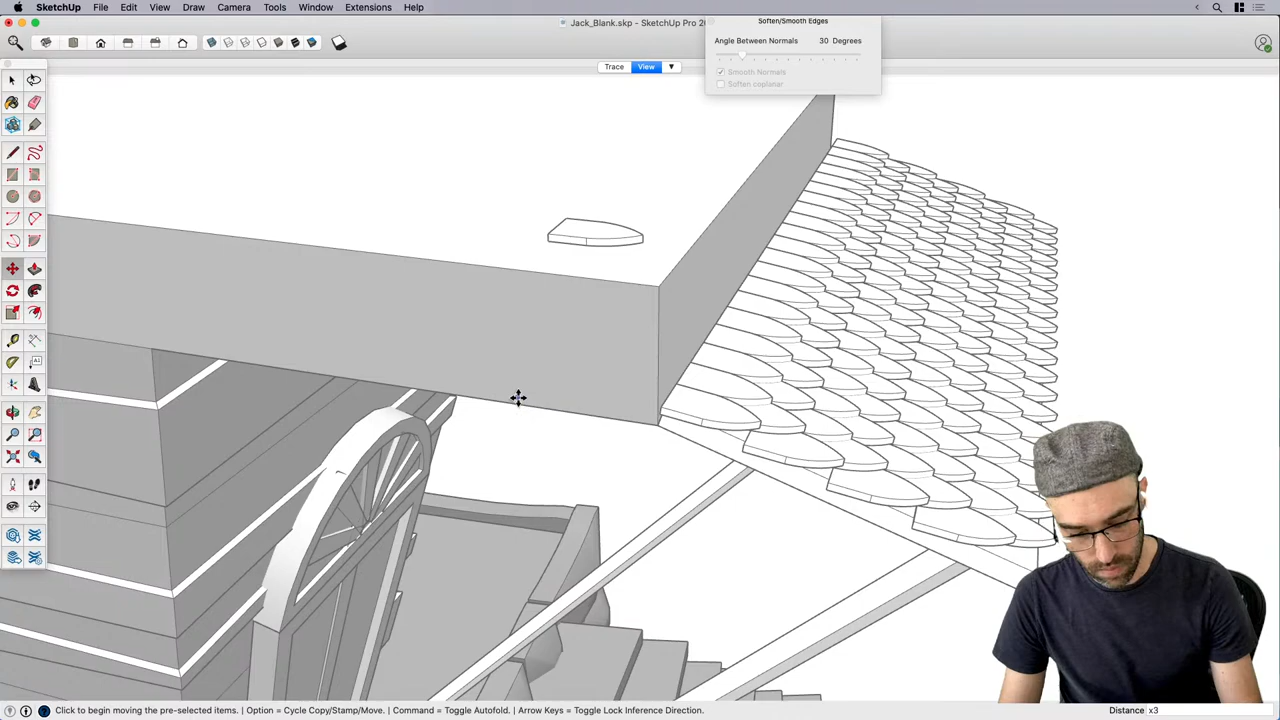 SketchUp File Edit View Draw Camera Tools Window Extensions Help
Jack_Blank.skp - SketchUp Pro 20
Soften/Smooth Edges
Angle Between Normals 30 Degrees
Smooth Normals
Soften coplanar
Trace View
Click to begin moving the pre-selected items. | Option = Cycle Copy/Stamp/Move. | Command = Toggle Autofold. | Arrow Keys = Toggle Lock Inference Direction.
Distance x3